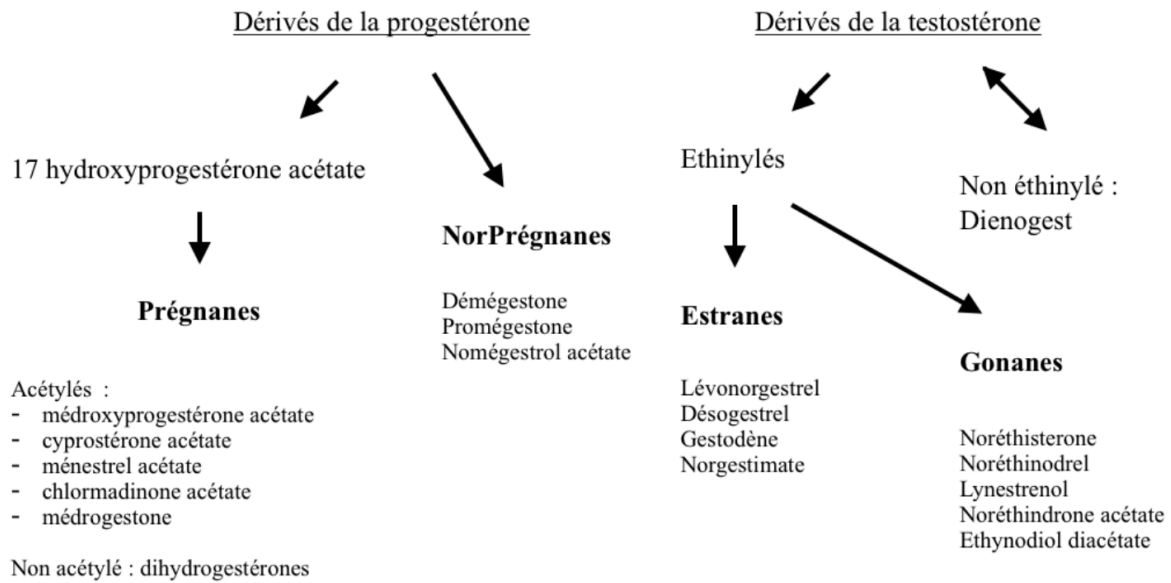 Dérivés de la progestérone
17 hydroxyprogestérone acétate
Prégnanes
Acétylés :
- médroxyprogestérone acétate
- cyprostérone acétate
- ménestrel acétate
- chlormadinone acétate
- médrogestone
Non acétylé : dihydrogestérones
NorPrégnanes
Démégestone
Promégestone
Nomégestrol acétate
Dérivés de la testostérone
Ethinylés
Estranes
Lévonorgestrel
Désogestrel
Gestodène
Norgestimate
Non éthinylé :
Dienogest
Gonanes
Noréthisterone
Noréthinodrel
Lynestrenol
Noréthindrone acétate
Ethynodiol diacétate